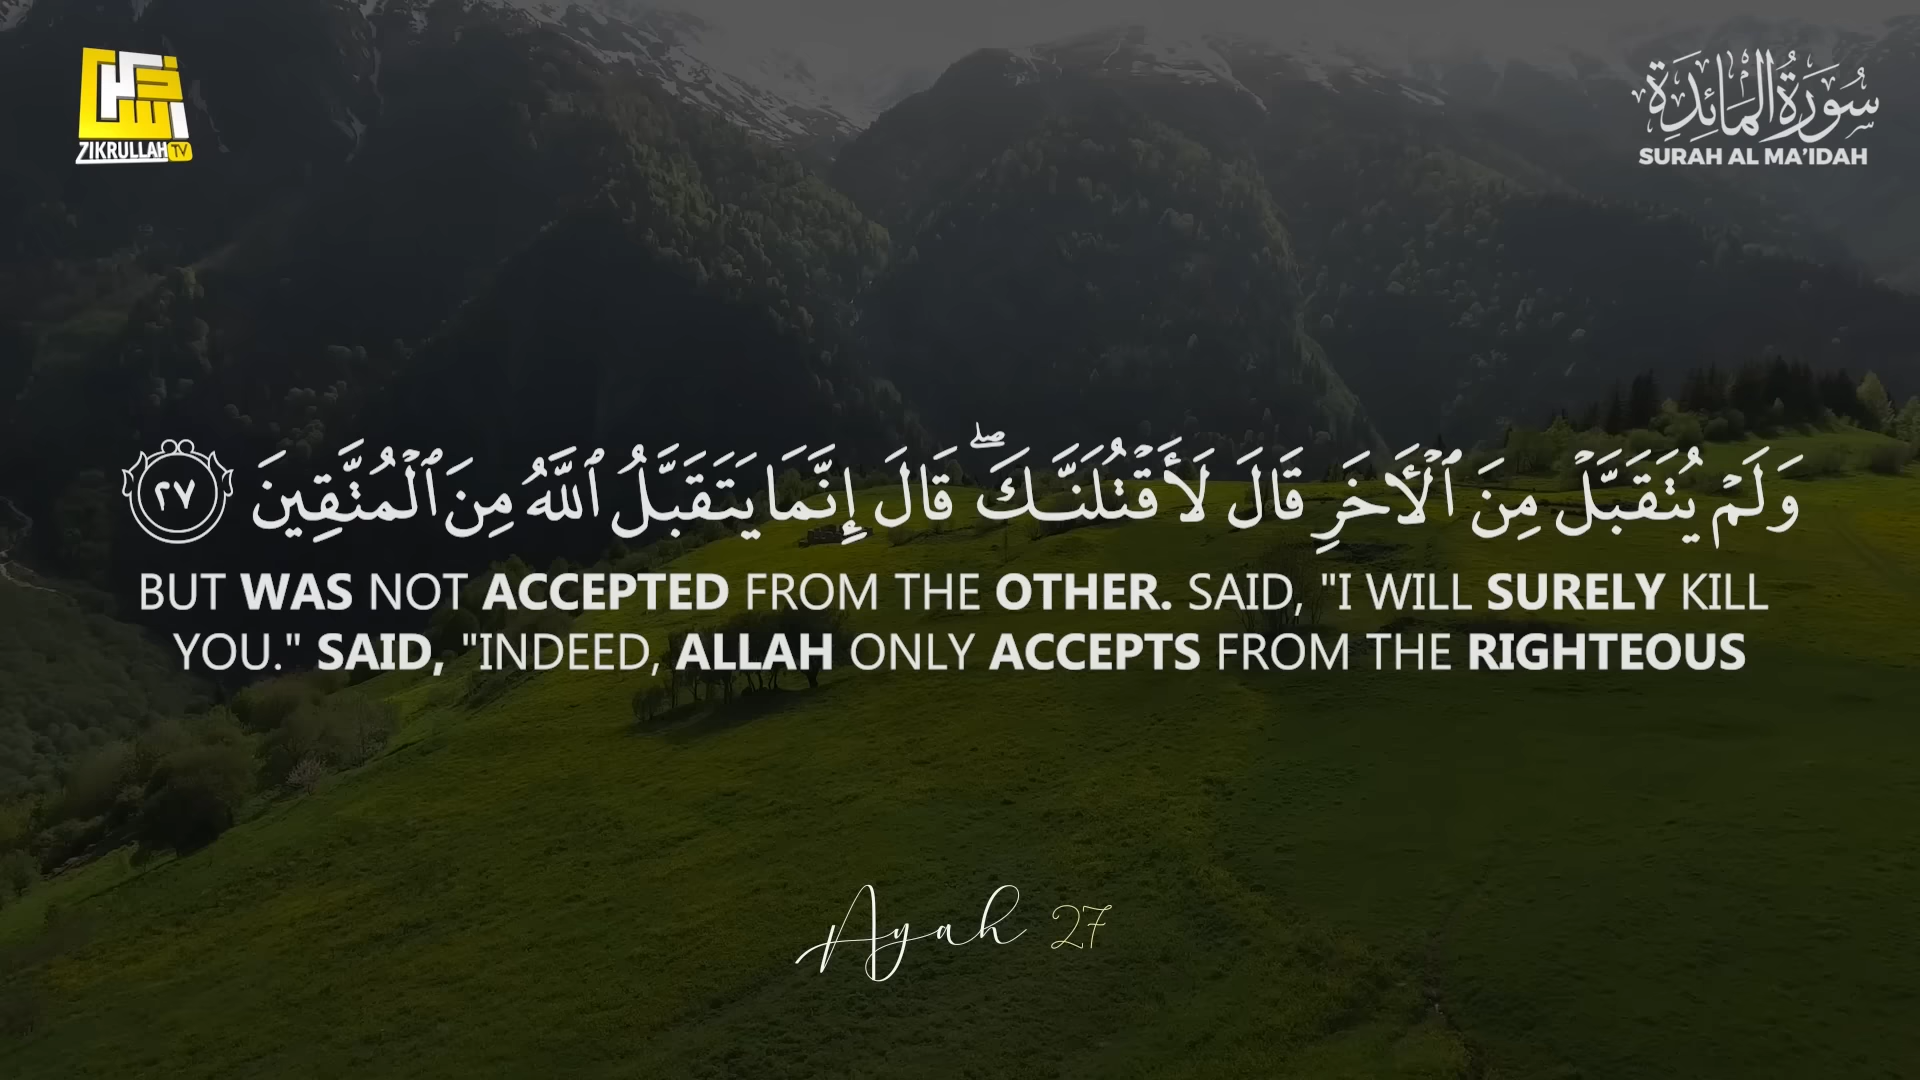 ذكر الله
ZIKRULLAH TV
سُورَةُ المَائِدَةِ
SURAH AL MA'IDAH
وَلَمْ يُتَقَبَّلْ مِنَ ٱلْأَخَرِ قَالَ لَأَقْتُلَنَّكَ ۖ قَالَ إِنَّمَا يَتَقَبَّلُ ٱللَّهُ مِنَ ٱلْمُتَّقِينَ ٢٧
BUT WAS NOT ACCEPTED FROM THE OTHER. SAID, "I WILL SURELY KILL
YOU." SAID, "INDEED, ALLAH ONLY ACCEPTS FROM THE RIGHTEOUS
Ayah 27